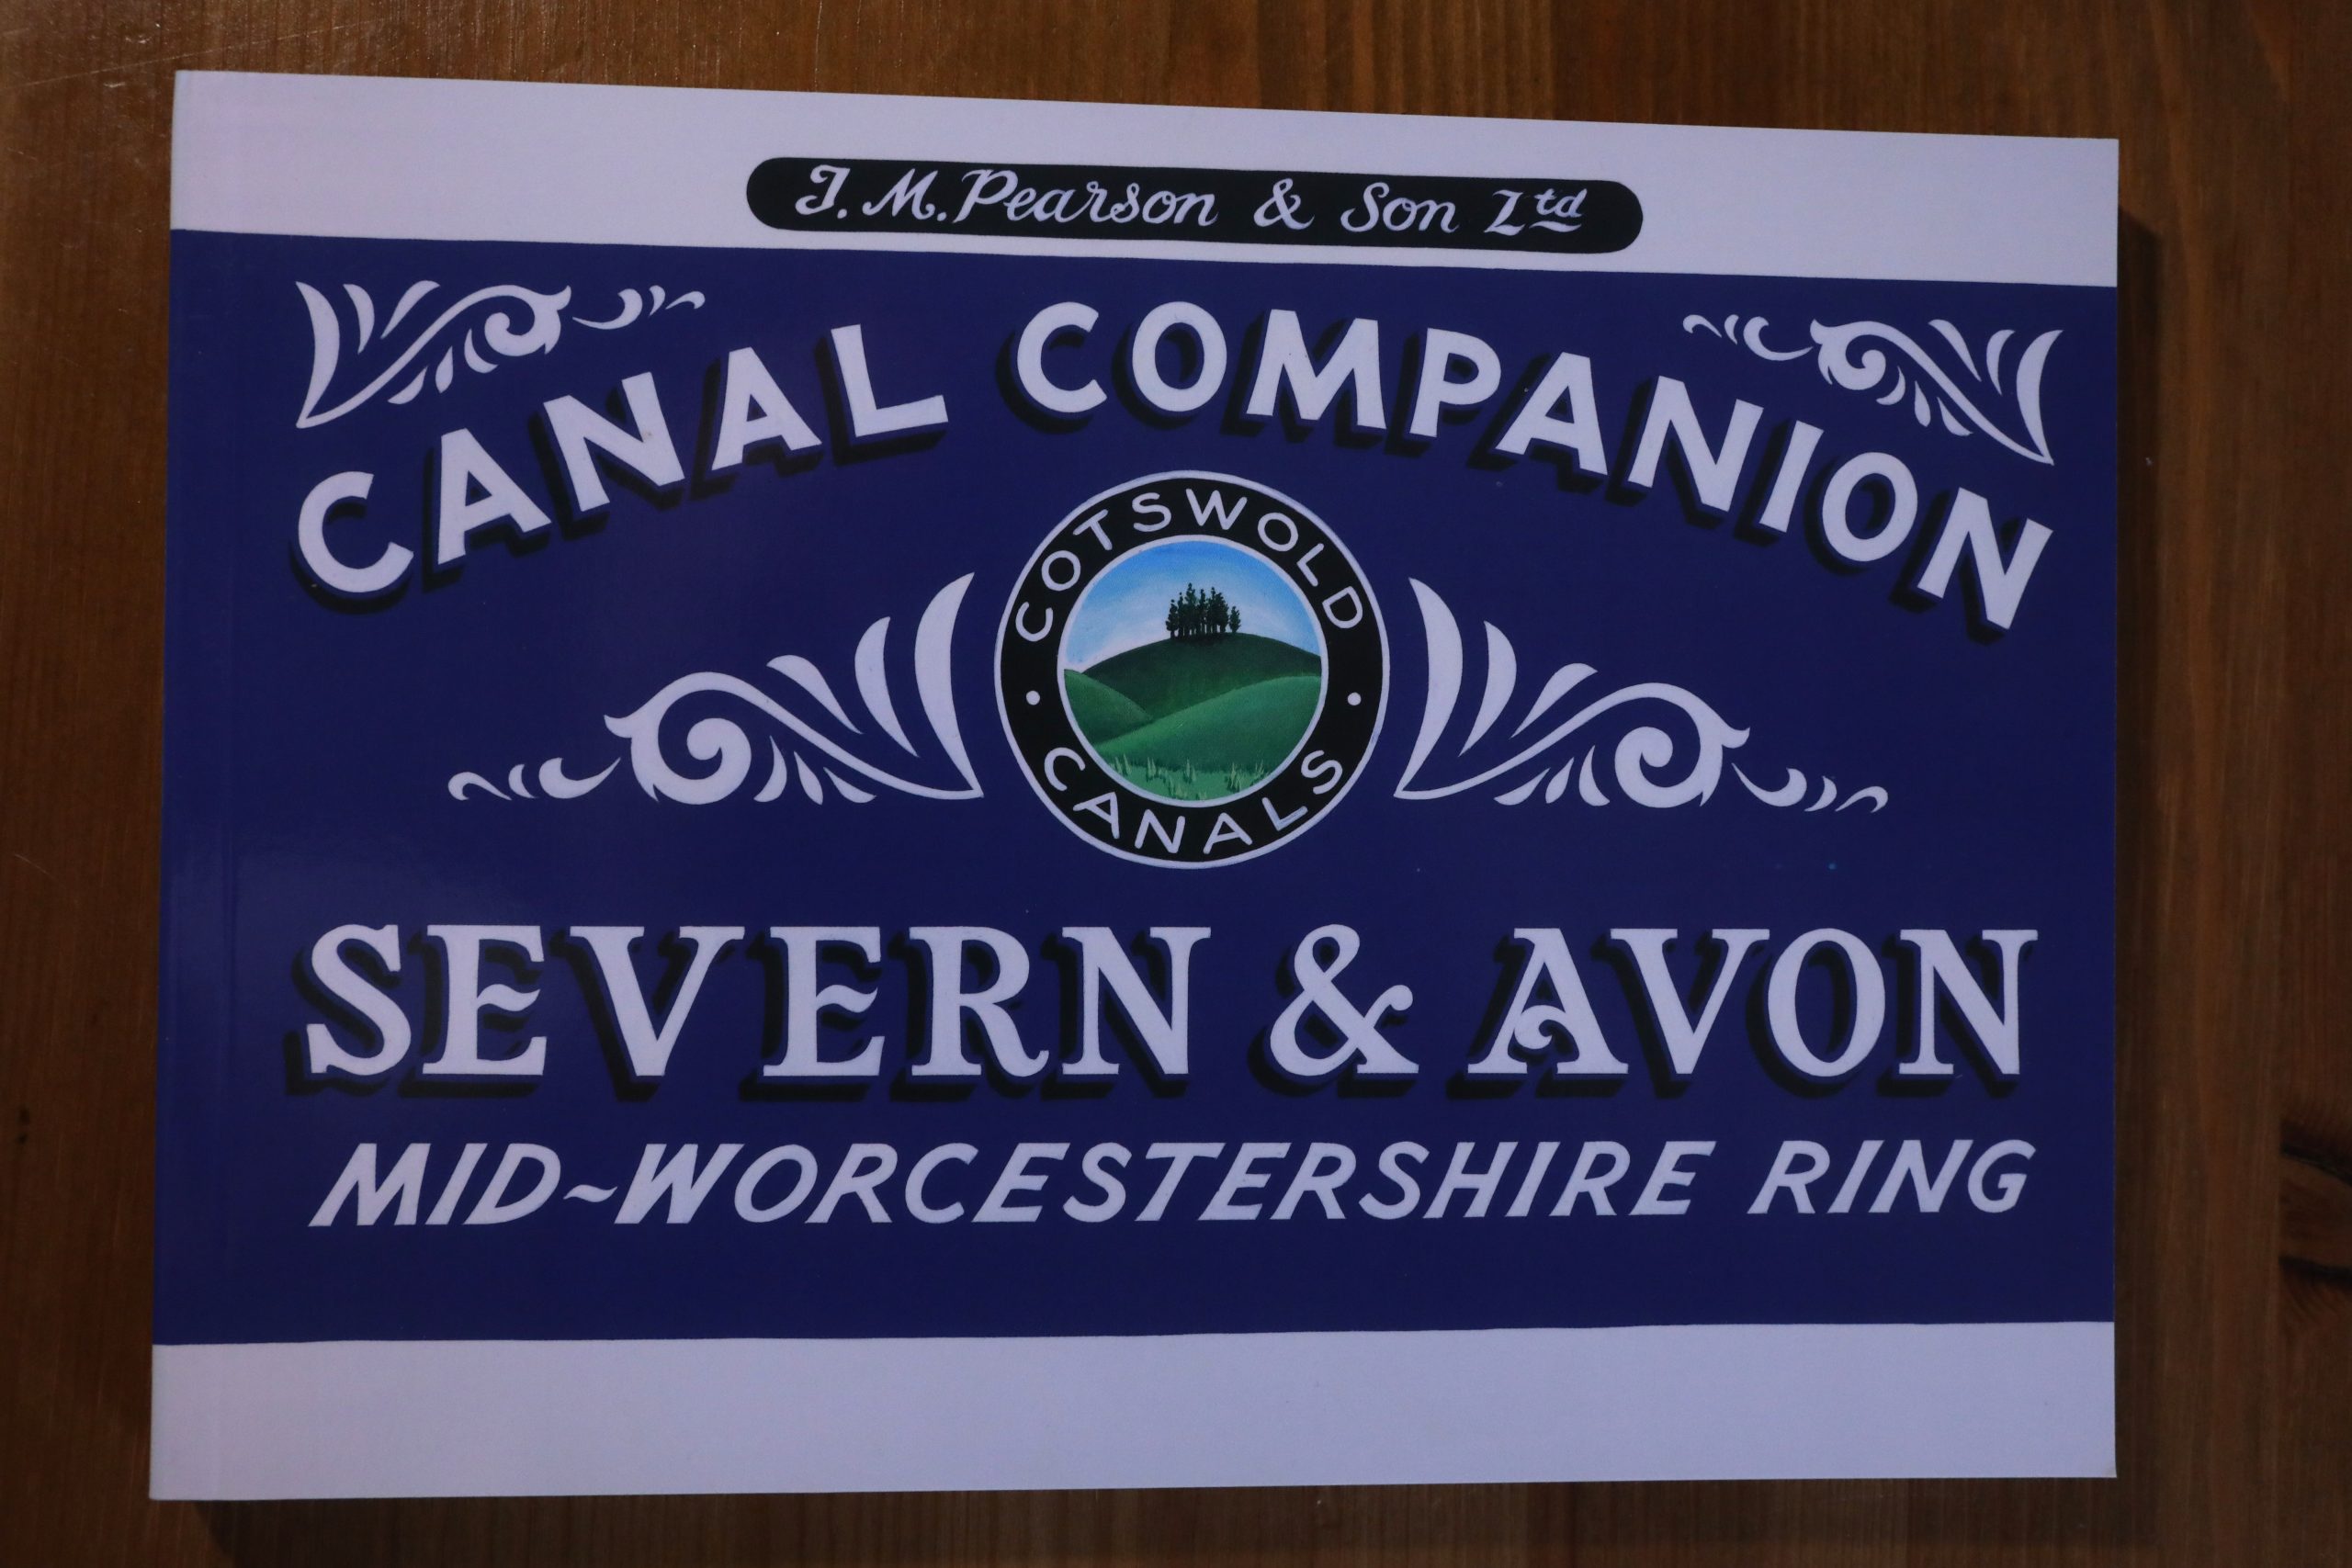 J. M. Pearson & Son Ltd
CANAL COMPANION
COTSWOLD
CANALS
SEVERN & AVON
MID~WORCESTERSHIRE RING